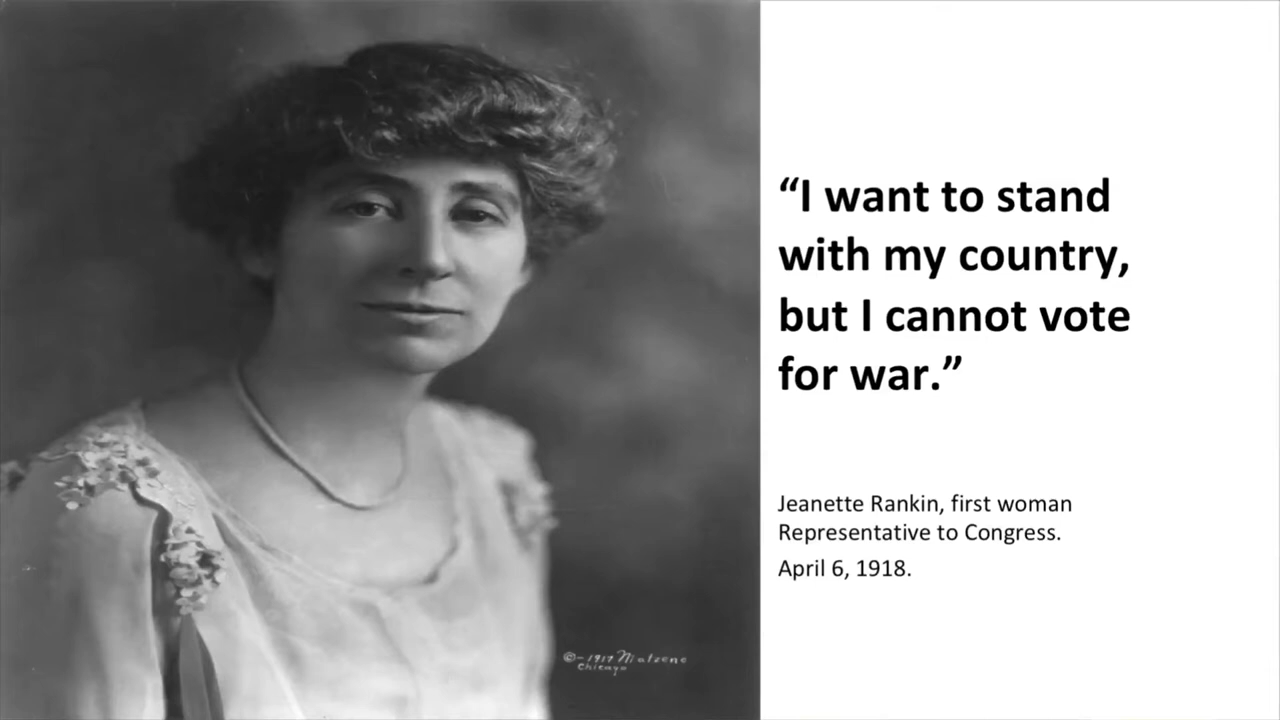 “I want to stand
with my country,
but I cannot vote
for war.”
Jeanette Rankin, first woman
Representative to Congress.
April 6, 1918.
©-1917 Matzene
Chicago